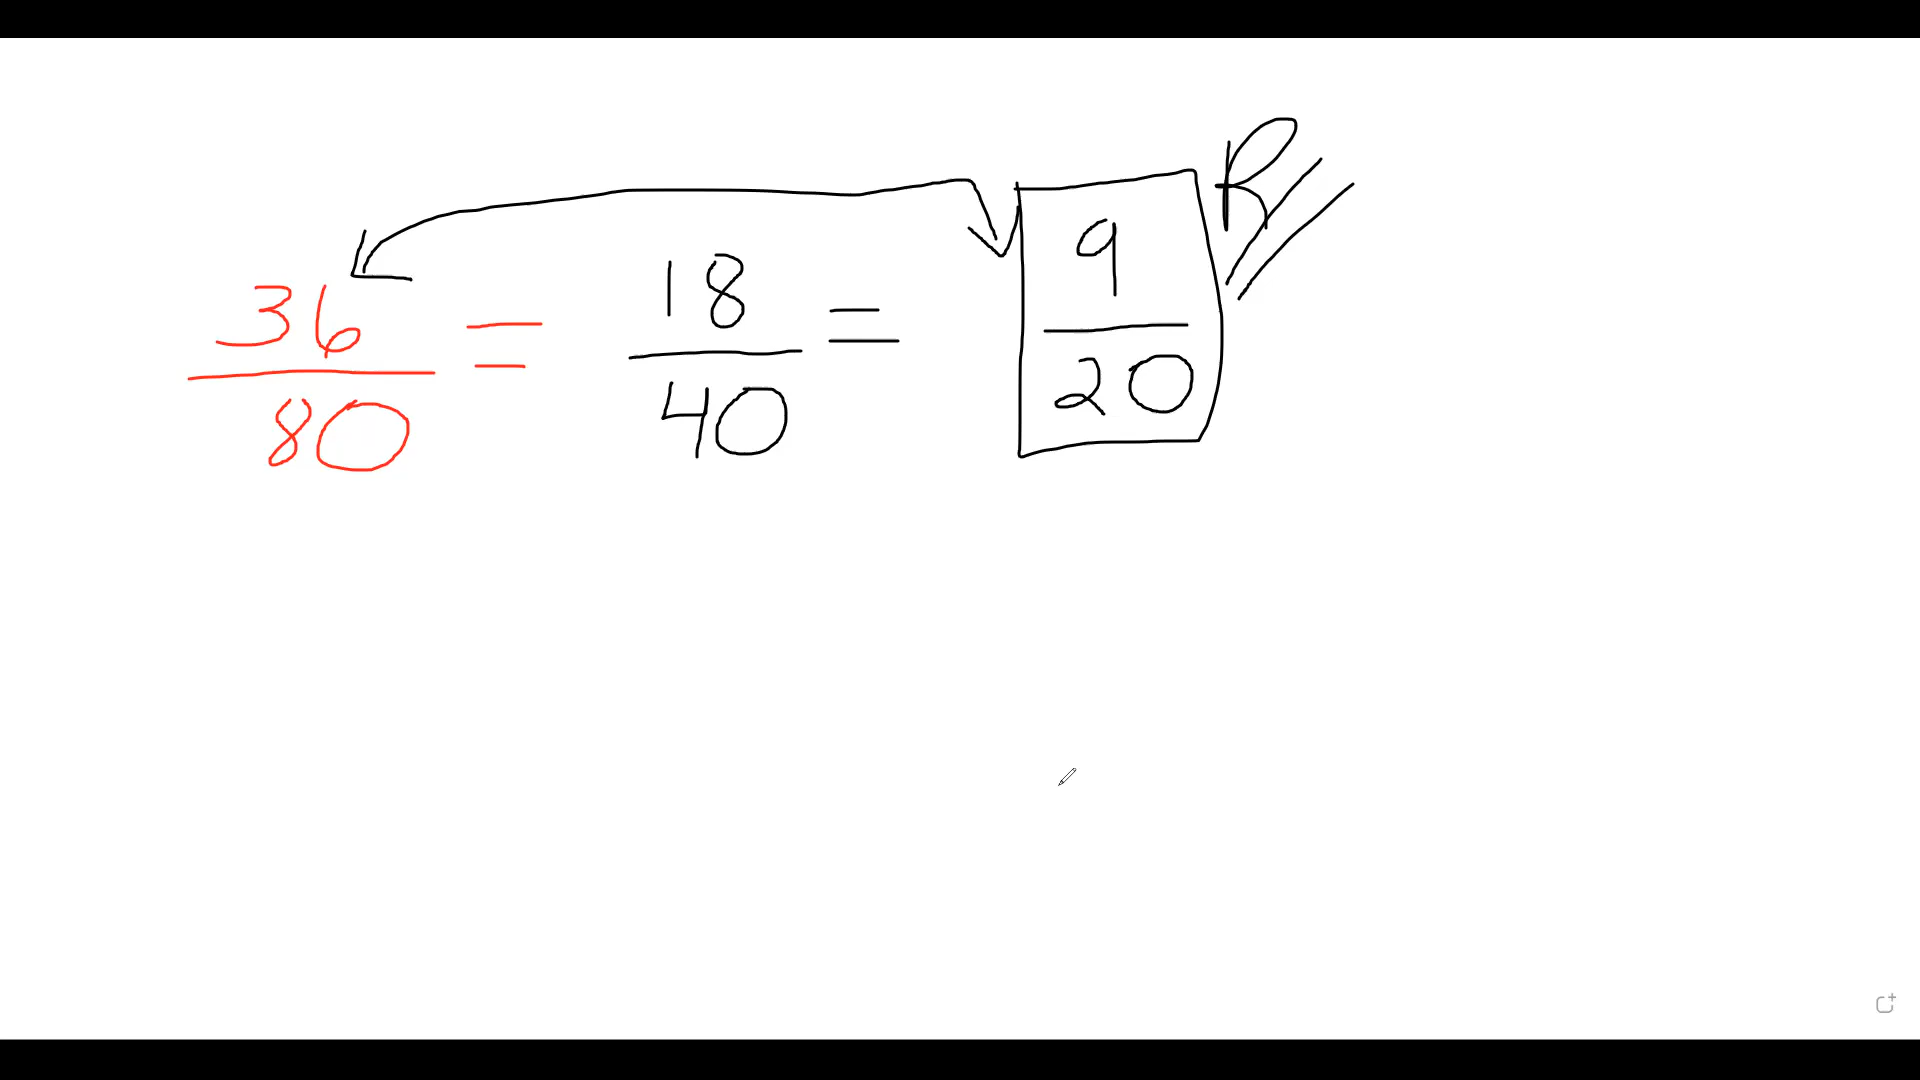 36/80 = 18/40 = 9/20 R//